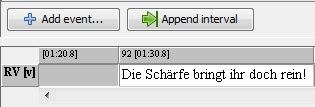 Add event... Append interval
[01:20.8] 92 [01:30.8]
RV [v] Die Schärfe bringt ihr doch rein!